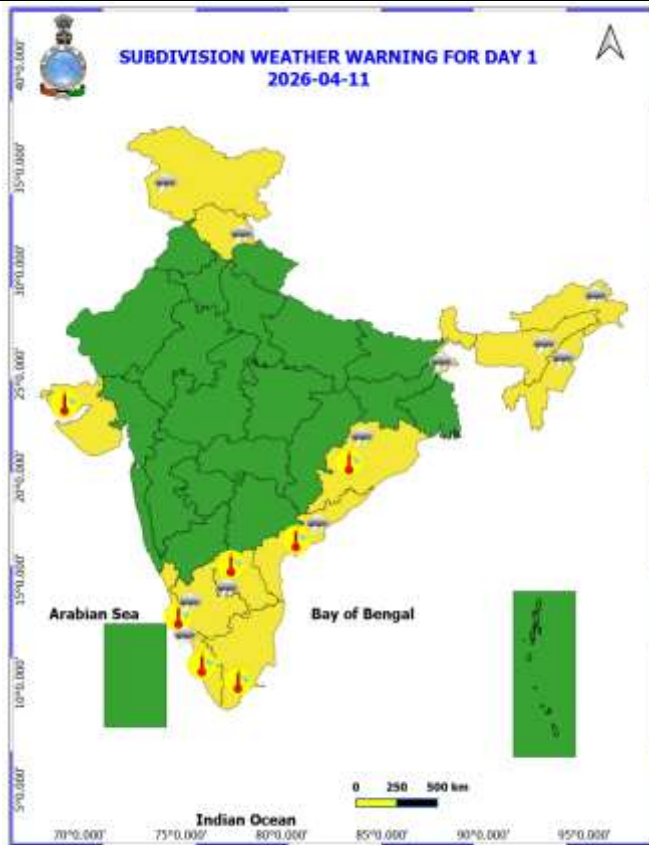 SUBDIVISION WEATHER WARNING FOR DAY 1
2026-04-11
40°0.000'
35°0.000'
30°0.000'
25°0.000'
20°0.000'
15°0.000'
10°0.000'
5°0.000'
Arabian Sea
Bay of Bengal
0 250 500 km
Indian Ocean
70°0.000' 75°0.000' 80°0.000' 85°0.000' 90°0.000' 95°0.000'